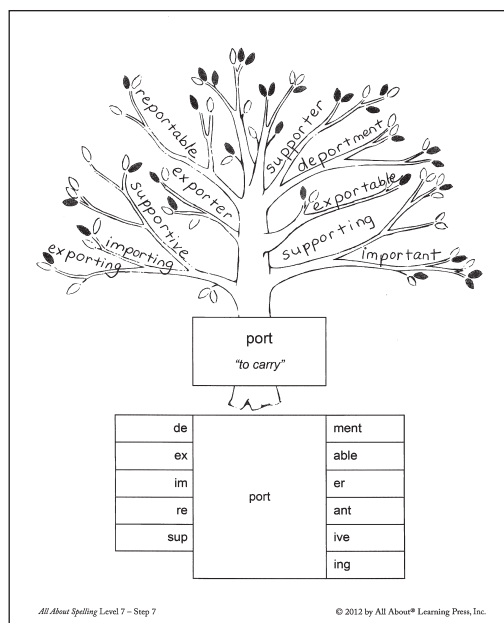 reportable
supporter
deportment
exporter
exportable
supportive
supporting
importing
exporting
important
port
"to carry"
de
ex
im
re
sup
port
ment
able
er
ant
ive
ing
All About Spelling Level 7 – Step 7
© 2012 by All About® Learning Press, Inc.